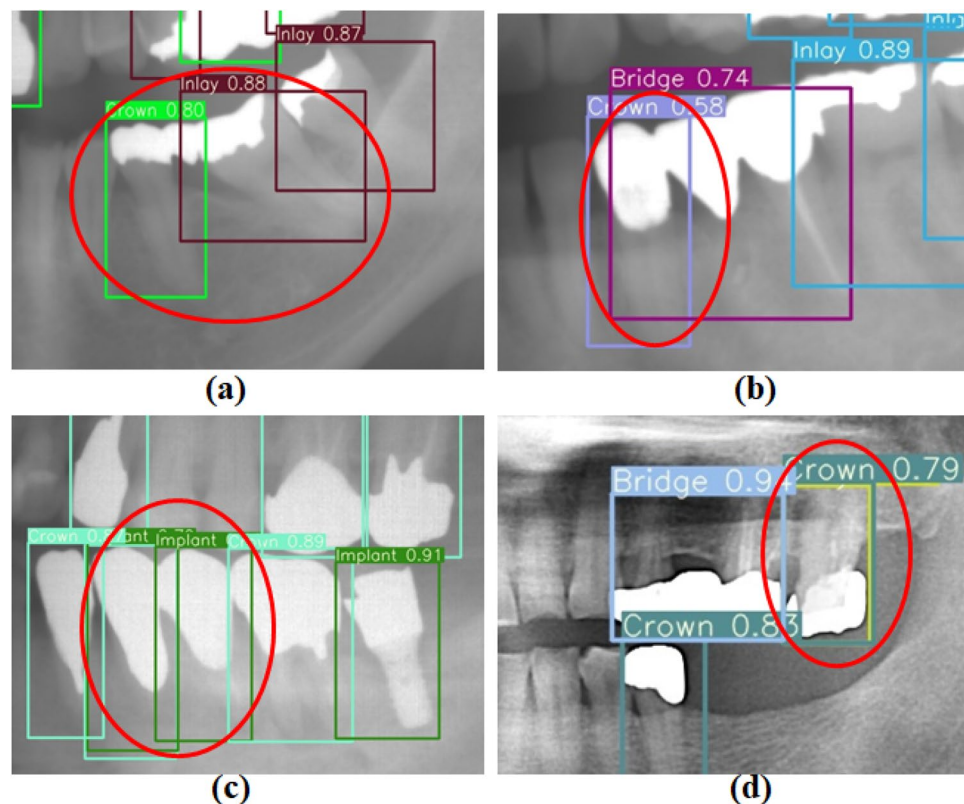 Inlay 0.87
Inlay 0.88
Crown 0.80
(a)
Inlay 0.89
Bridge 0.74
Crown 0.58
(b)
Crown
Implant
Crown 0.89
Implant 0.91
(c)
Bridge 0.94
Crown 0.79
Crown 0.83
(d)